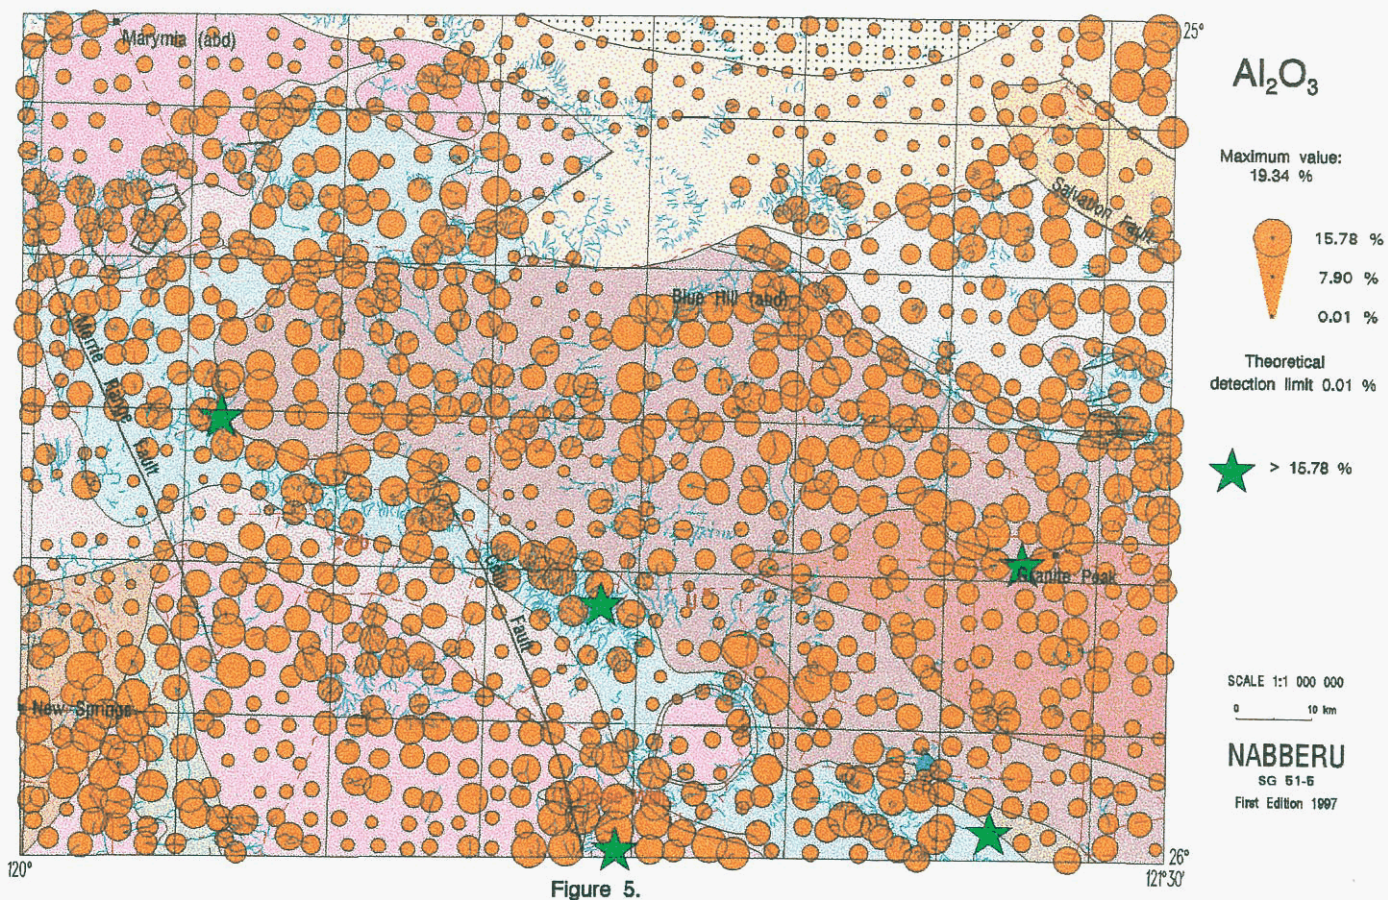 Marymia (abd)
25°
Al₂O₃
Maximum value:
19.34 %
15.78 %
7.90 %
0.01 %
Theoretical
detection limit 0.01 %
> 15.78 %
Salvation Fault
Blue Hill (abd)
Merrie Range Fault
Fault
Granite Peak
New Springs
SCALE 1:1 000 000
0 10 km
NABBERU
SG 51-5
First Edition 1997
120°
26°
121°30'
Figure 5.